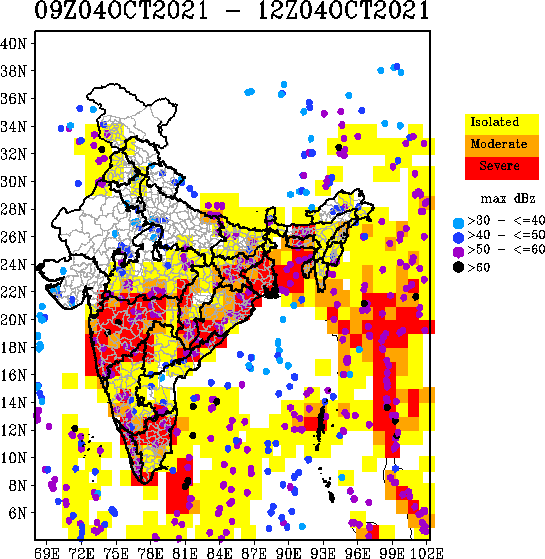 09Z04OCT2021 - 12Z04OCT2021
40N
38N
36N
34N
32N
30N
28N
26N
24N
22N
20N
18N
16N
14N
12N
10N
8N
6N
69E 72E 75E 78E 81E 84E 87E 90E 93E 96E 99E 102E
Isolated
Moderate
Severe
max dBz
>30 - <=40
>40 - <=50
>50 - <=60
>60